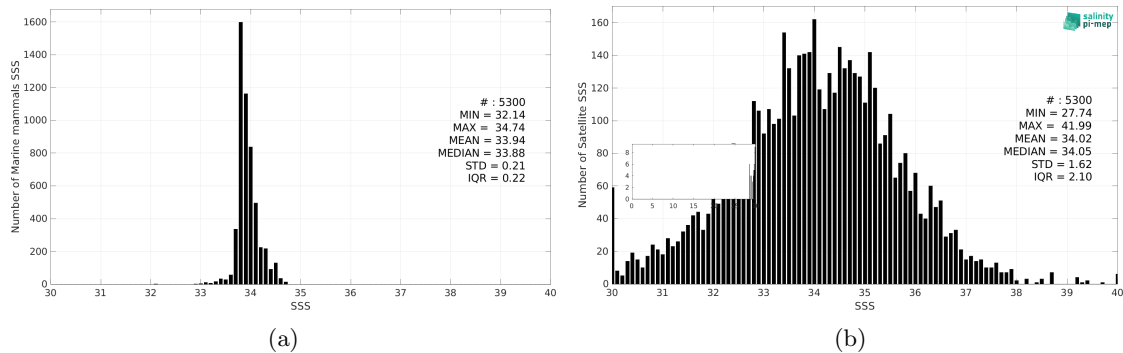 Number of Marine mammals SSS
1600
1400
1200
1000
800
600
400
200
0
# : 5300
MIN = 32.14
MAX = 34.74
MEAN = 33.94
MEDIAN = 33.88
STD = 0.21
IQR = 0.22
30 31 32 33 34 35 36 37 38 39 40
SSS
(a)
Number of Satellite SSS
160
140
120
100
80
60
40
20
0
salinity
pi-mep
# : 5300
MIN = 27.74
MAX = 41.99
MEAN = 34.02
MEDIAN = 34.05
STD = 1.62
IQR = 2.10
8
6
4
2
0
0 5 10 15
30 31 32 33 34 35 36 37 38 39 40
SSS
(b)